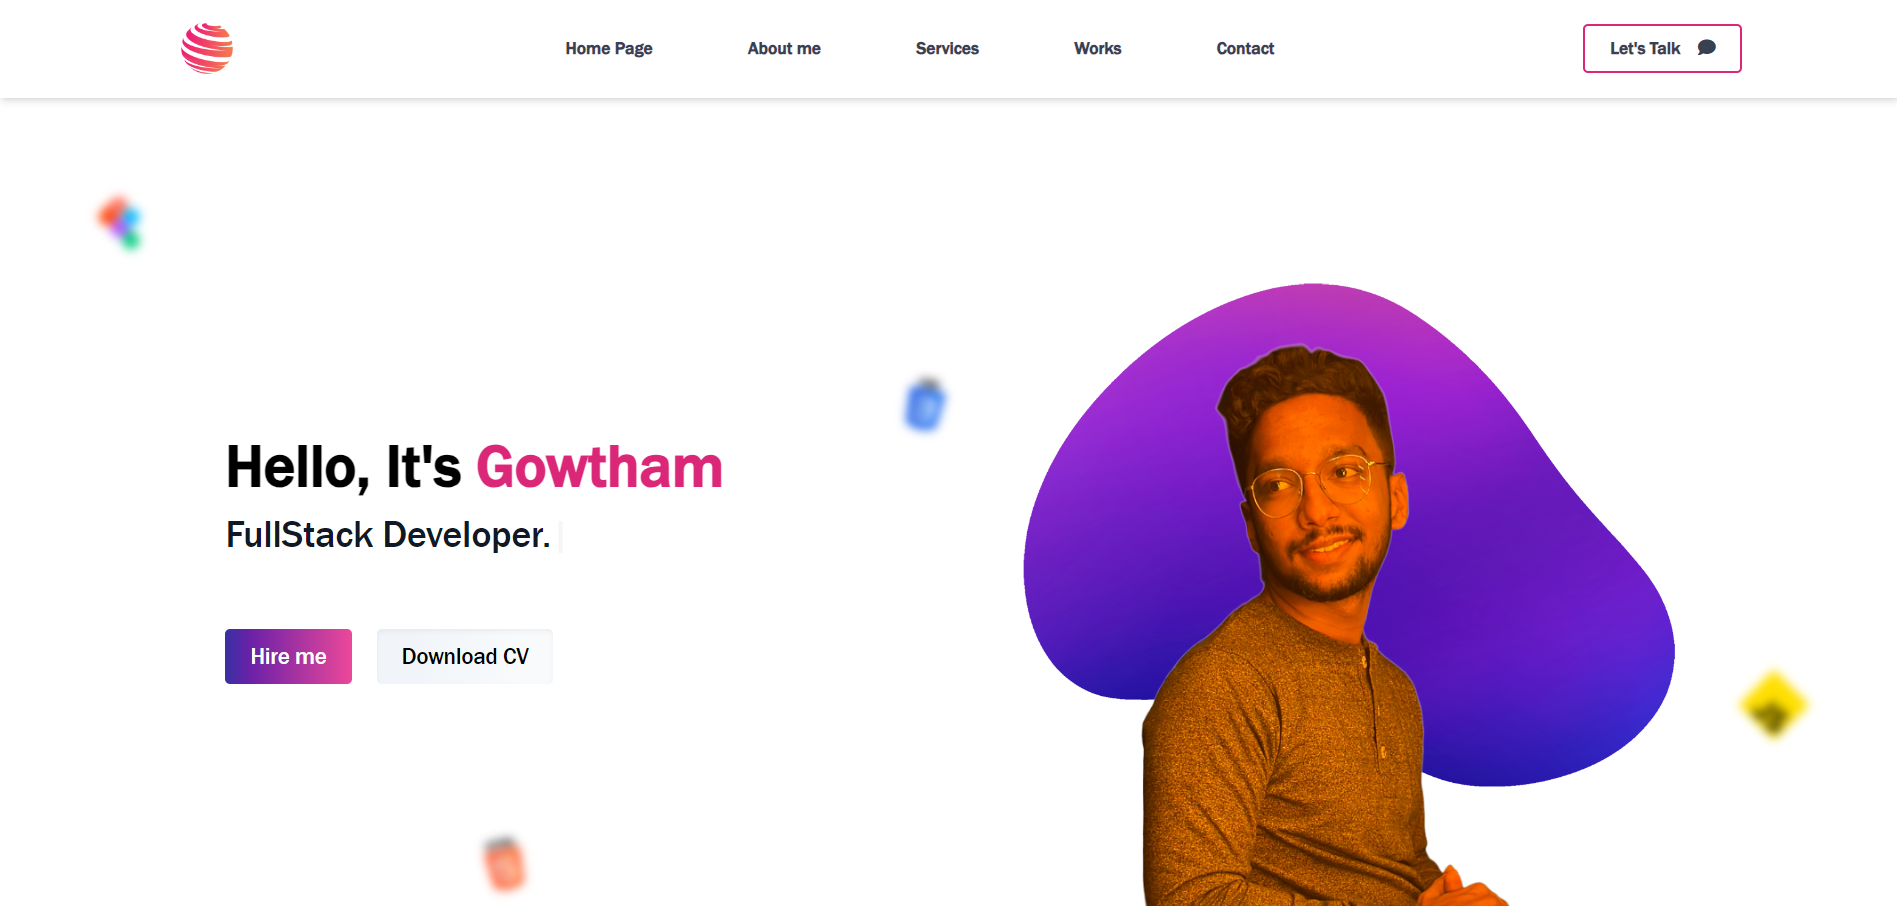 Home Page
About me
Services
Works
Contact
Let's Talk
Hello, It's Gowtham
FullStack Developer.
Hire me
Download CV